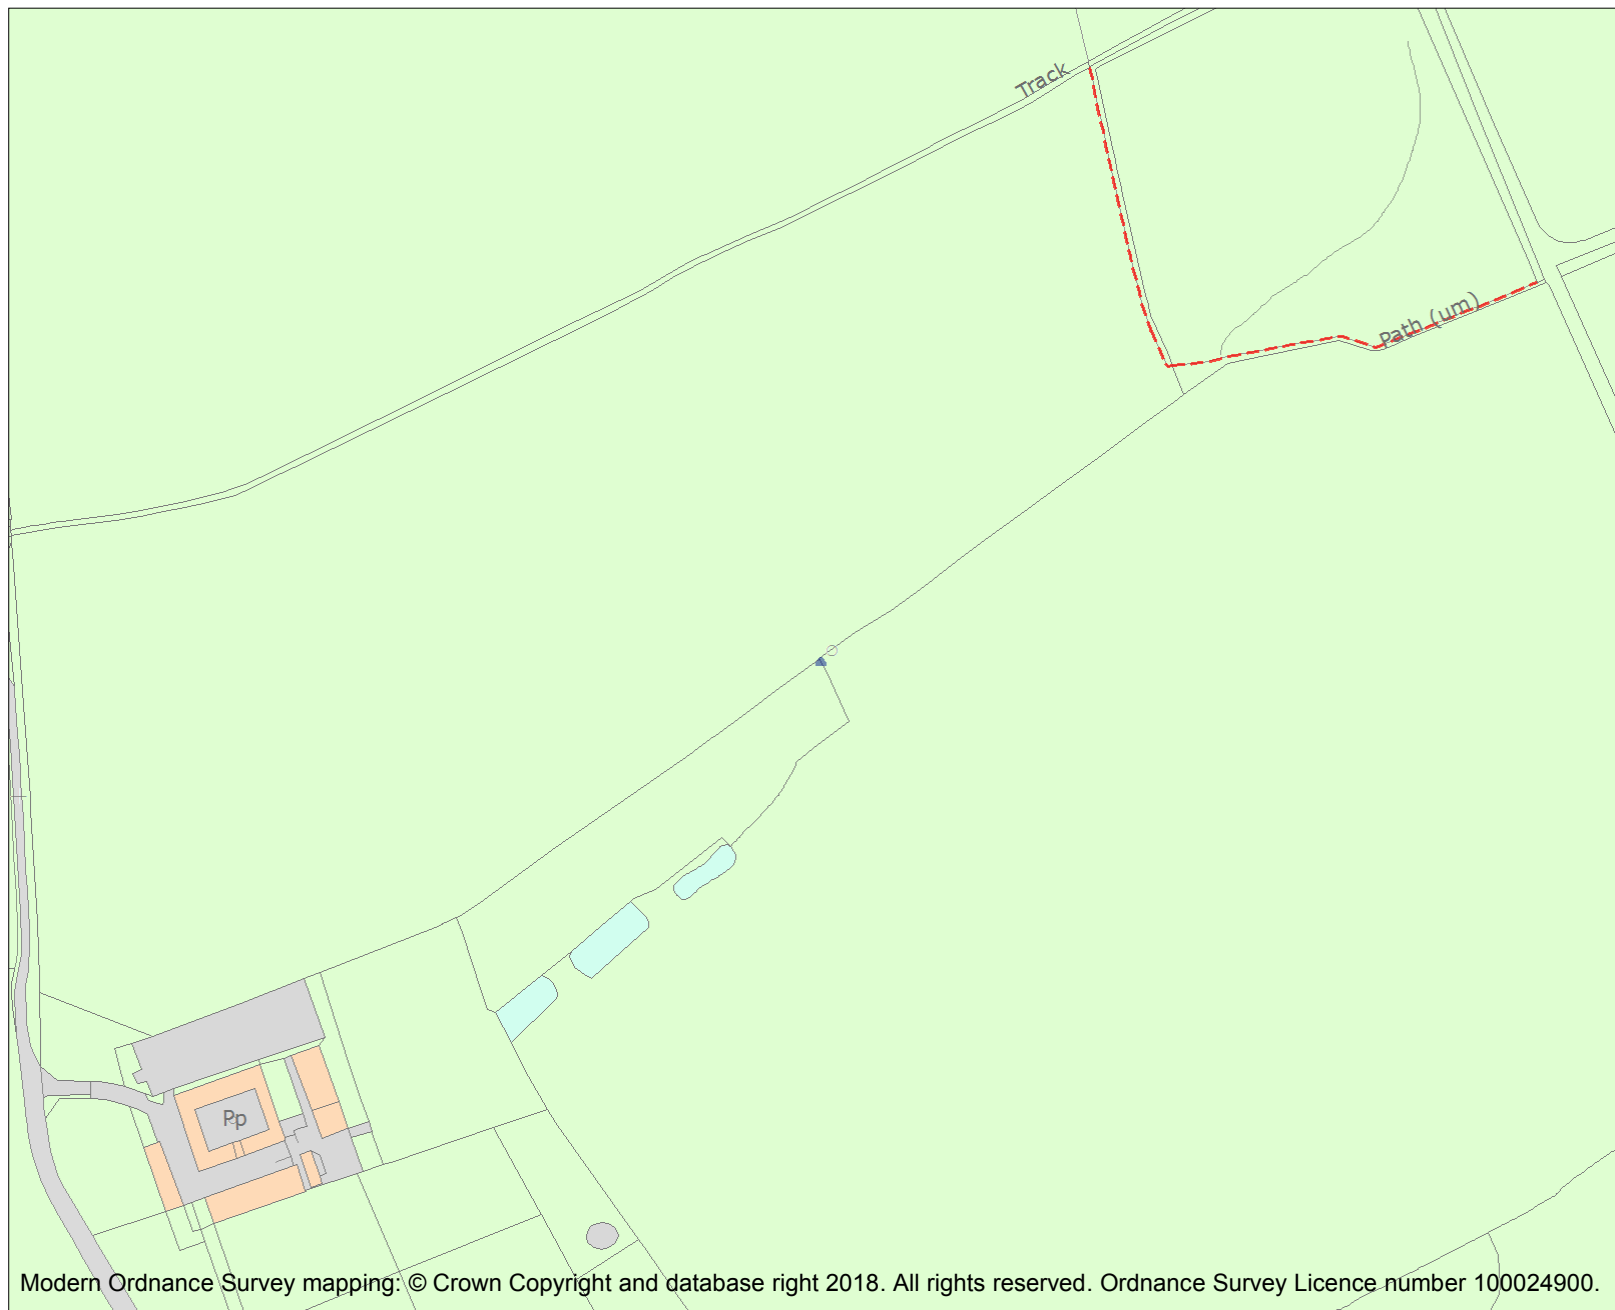 Track
Path (um)
Pp
Modern Ordnance Survey mapping: © Crown Copyright and database right 2018. All rights reserved. Ordnance Survey Licence number 100024900.